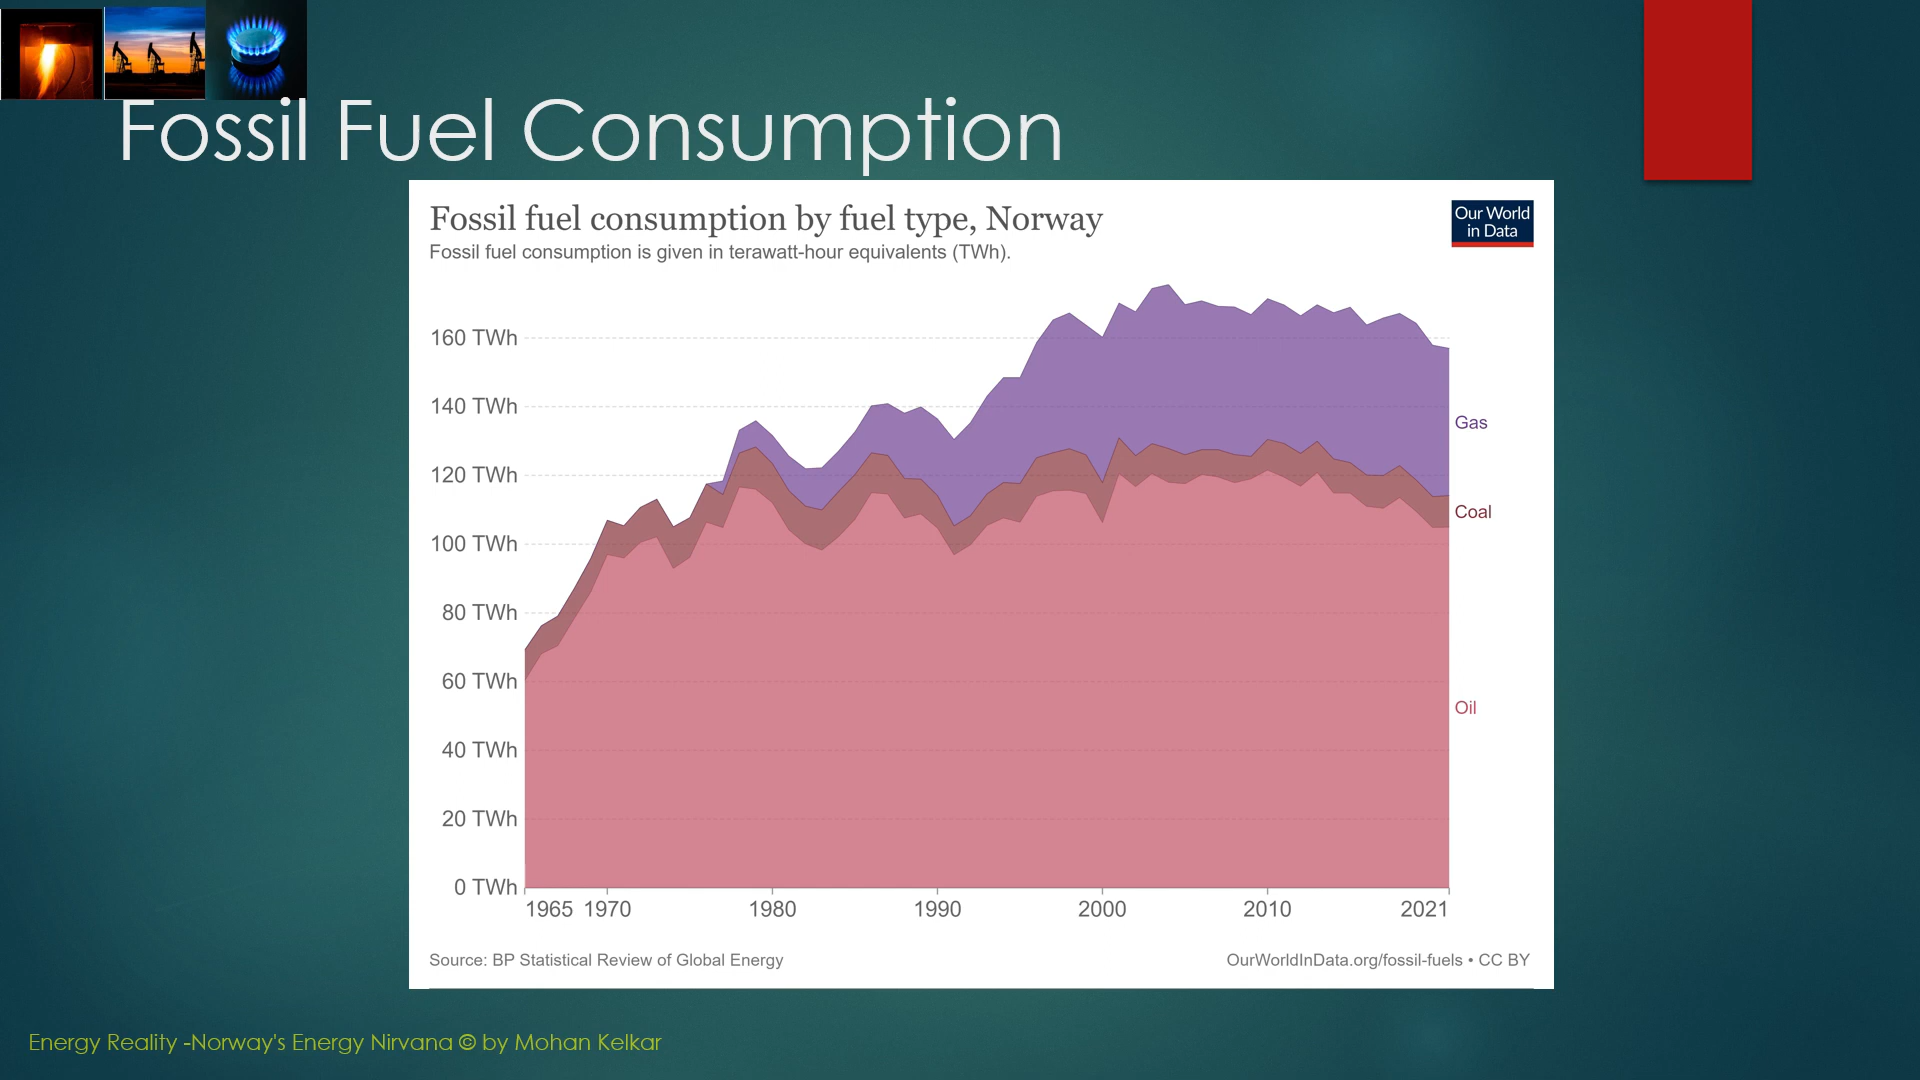 Fossil Fuel Consumption
Fossil fuel consumption by fuel type, Norway
Fossil fuel consumption is given in terawatt-hour equivalents (TWh).
Our World
in Data
160 TWh
140 TWh
120 TWh
100 TWh
80 TWh
60 TWh
40 TWh
20 TWh
0 TWh
Gas
Coal
Oil
1965 1970 1980 1990 2000 2010 2021
Source: BP Statistical Review of Global Energy
OurWorldInData.org/fossil-fuels • CC BY
Energy Reality -Norway's Energy Nirvana © by Mohan Kelkar